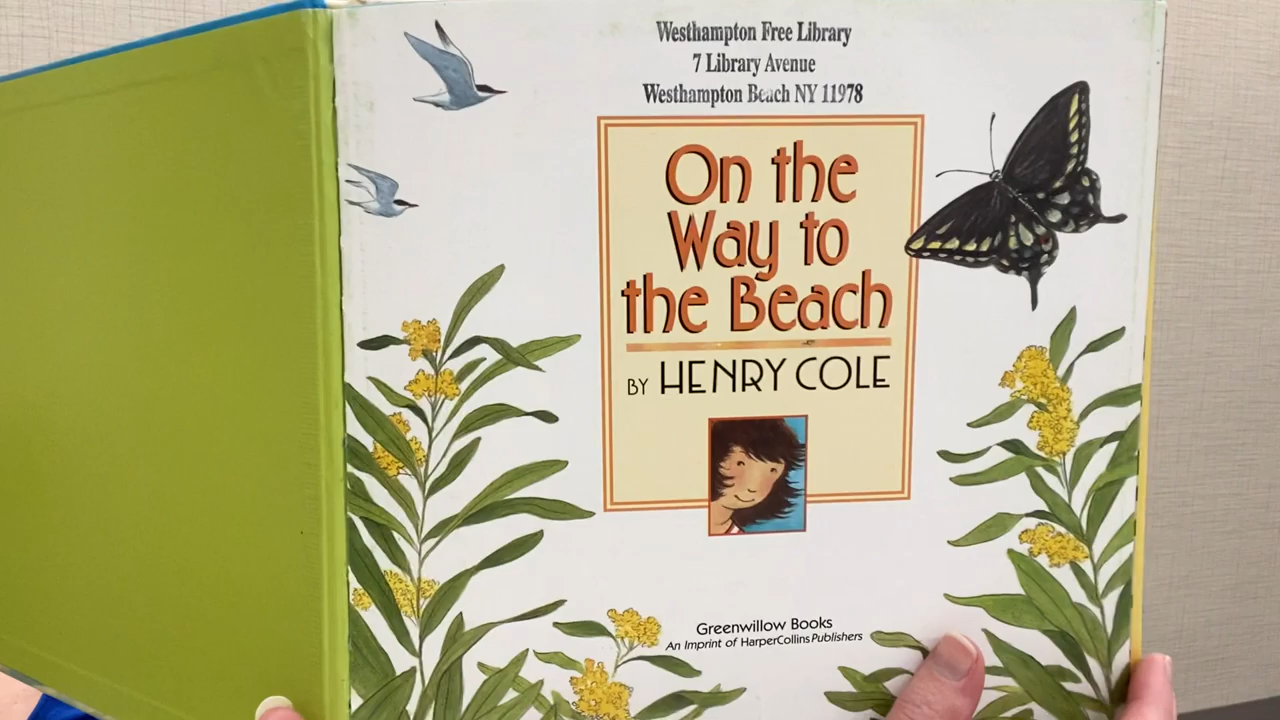 Westhampton Free Library
7 Library Avenue
Westhampton Beach NY 11978
On the
Way to
the Beach
BY HENRY COLE
Greenwillow Books
An Imprint of HarperCollinsPublishers